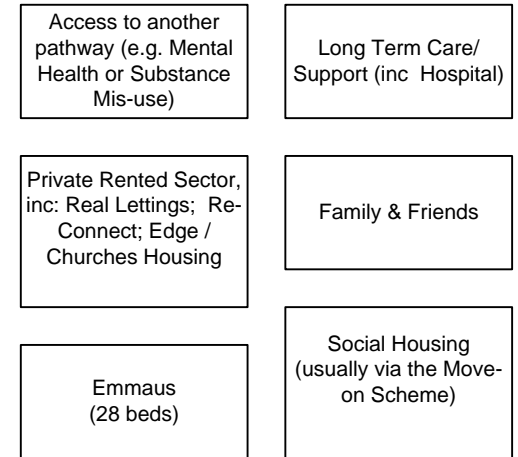 Access to another
pathway (e.g. Mental
Health or Substance
Mis-use)
Long Term Care/
Support (inc  Hospital)
Private Rented Sector,
inc: Real Lettings;  Re-
Connect; Edge /
Churches Housing
Family & Friends
Emmaus
(28 beds)
Social Housing
(usually via the Move-
on Scheme)